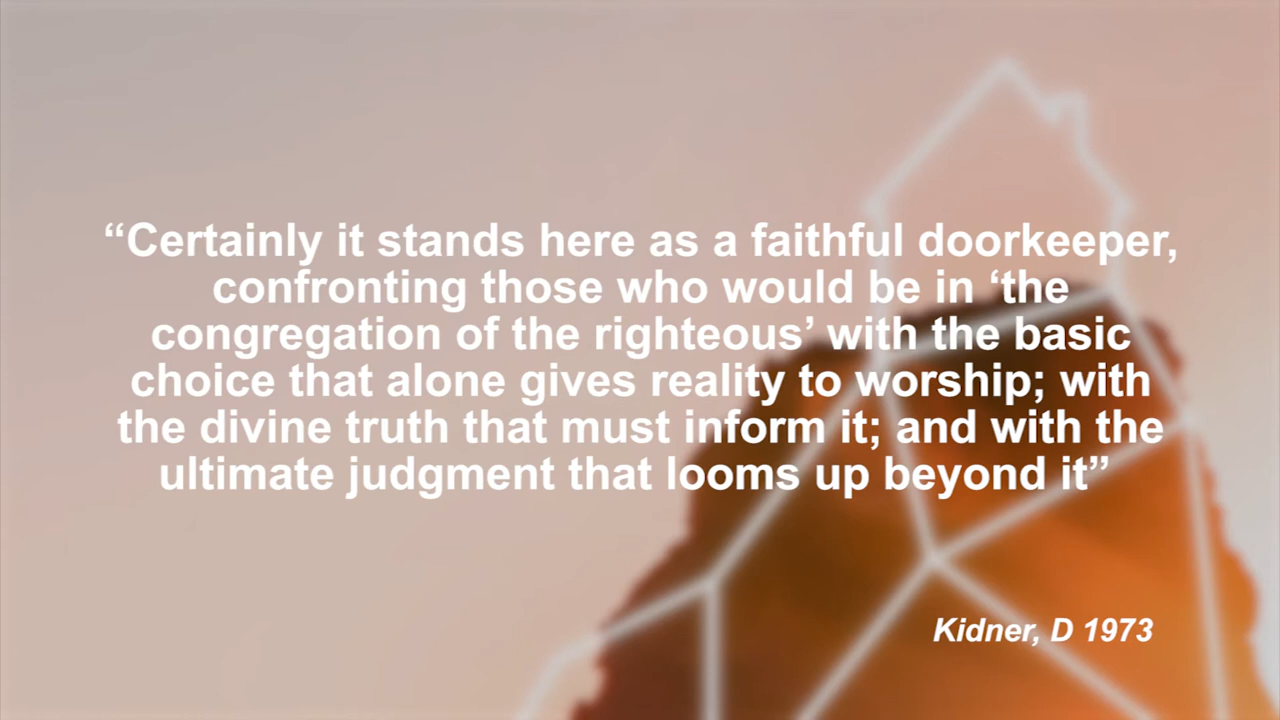 “Certainly it stands here as a faithful doorkeeper,
confronting those who would be in ‘the
congregation of the righteous’ with the basic
choice that alone gives reality to worship; with
the divine truth that must inform it; and with the
ultimate judgment that looms up beyond it”
Kidner, D 1973